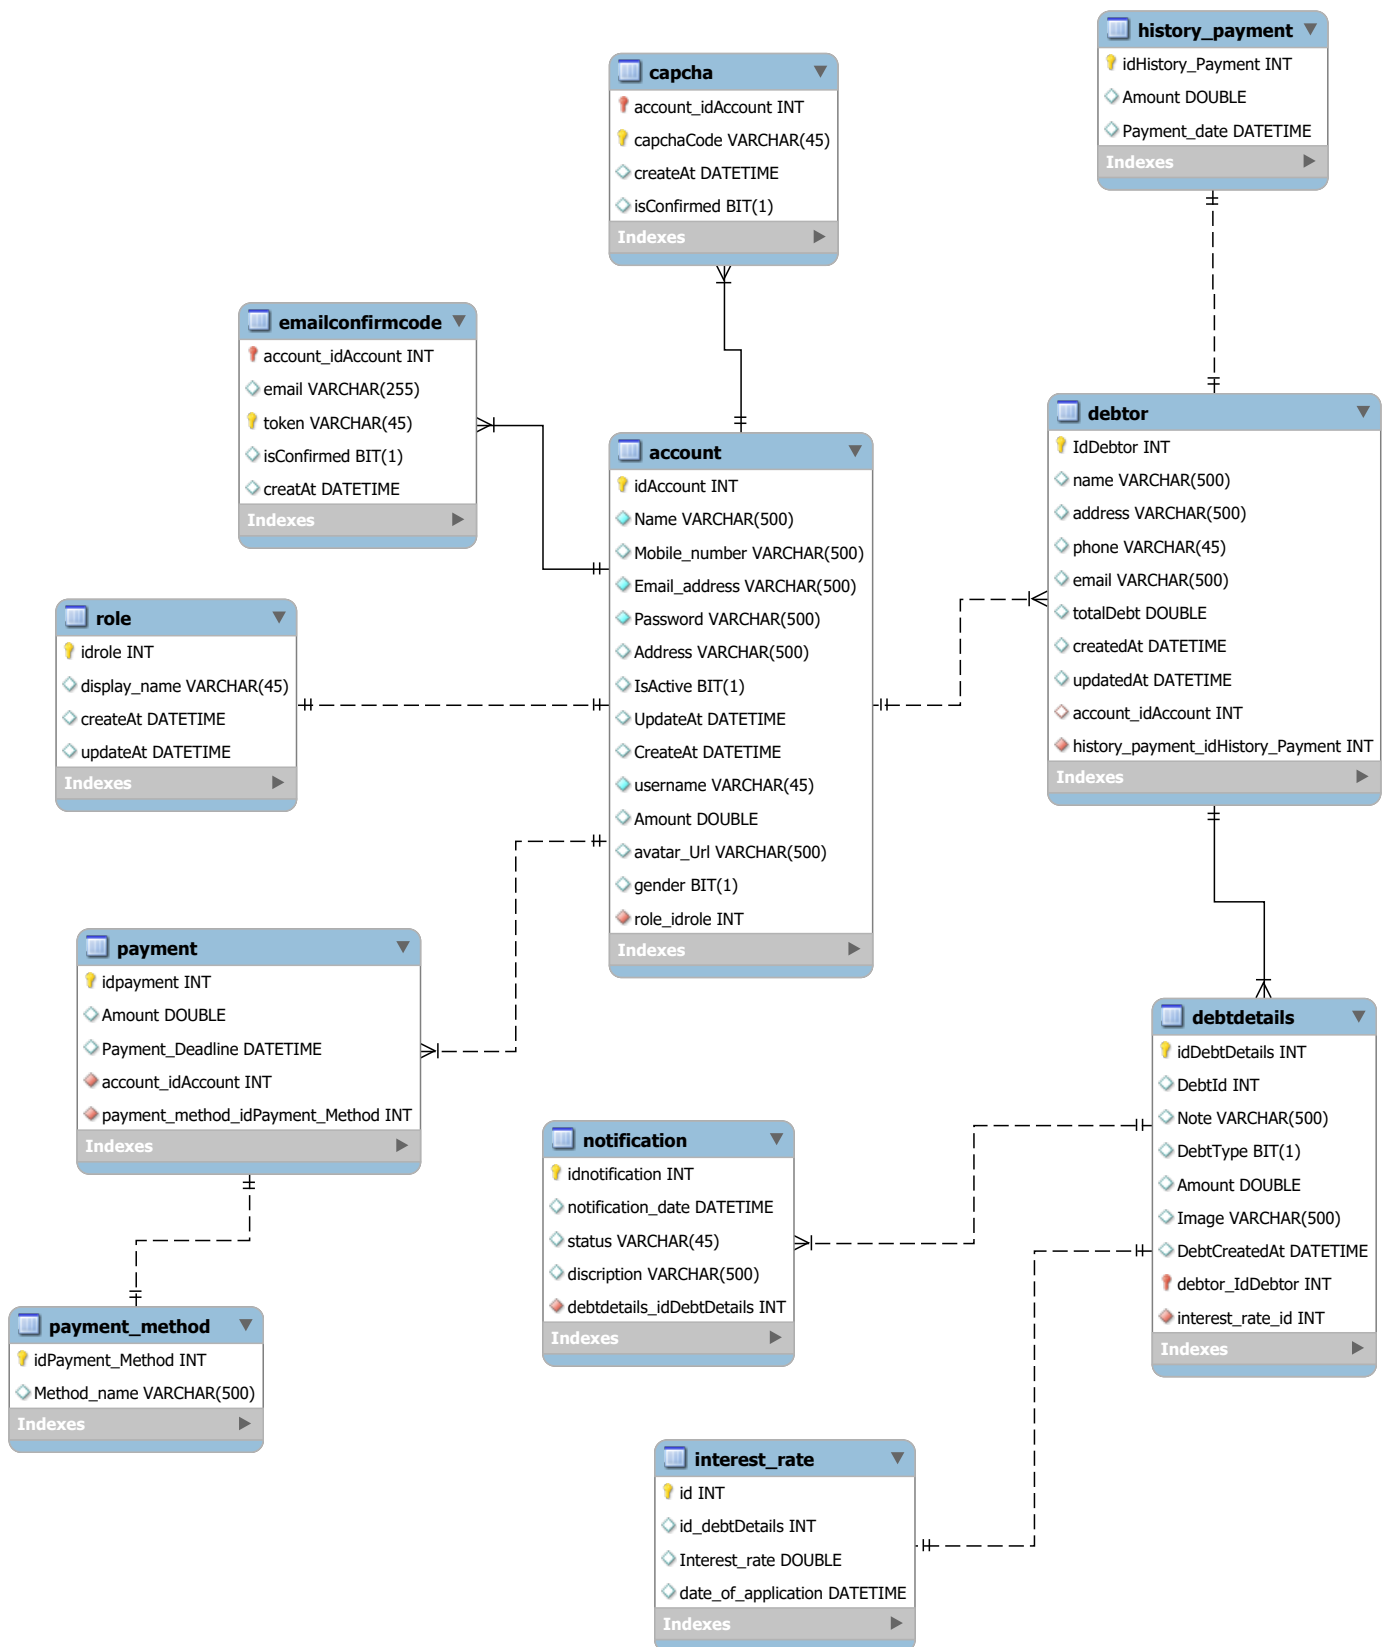 history_payment
idHistory_Payment INT
Amount DOUBLE
Payment_date DATETIME
Indexes
capcha
account_idAccount INT
capchaCode VARCHAR(45)
createAt DATETIME
isConfirmed BIT(1)
Indexes
emailconfirmcode
account_idAccount INT
email VARCHAR(255)
token VARCHAR(45)
isConfirmed BIT(1)
creatAt DATETIME
Indexes
account
idAccount INT
Name VARCHAR(500)
Mobile_number VARCHAR(500)
Email_address VARCHAR(500)
Password VARCHAR(500)
Address VARCHAR(500)
IsActive BIT(1)
UpdateAt DATETIME
CreateAt DATETIME
username VARCHAR(45)
Amount DOUBLE
avatar_Url VARCHAR(500)
gender BIT(1)
role_idrole INT
Indexes
debtor
IdDebtor INT
name VARCHAR(500)
address VARCHAR(500)
phone VARCHAR(45)
email VARCHAR(500)
totalDebt DOUBLE
createdAt DATETIME
updatedAt DATETIME
account_idAccount INT
history_payment_idHistory_Payment INT
Indexes
role
idrole INT
display_name VARCHAR(45)
createAt DATETIME
updateAt DATETIME
Indexes
payment
idpayment INT
Amount DOUBLE
Payment_Deadline DATETIME
account_idAccount INT
payment_method_idPayment_Method INT
Indexes
debtdetails
idDebtDetails INT
DebtId INT
Note VARCHAR(500)
DebtType BIT(1)
Amount DOUBLE
Image VARCHAR(500)
DebtCreatedAt DATETIME
debtor_IdDebtor INT
interest_rate_id INT
Indexes
notification
idnotification INT
notification_date DATETIME
status VARCHAR(45)
discription VARCHAR(500)
debtdetails_idDebtDetails INT
Indexes
payment_method
idPayment_Method INT
Method_name VARCHAR(500)
Indexes
interest_rate
id INT
id_debtDetails INT
Interest_rate DOUBLE
date_of_application DATETIME
Indexes